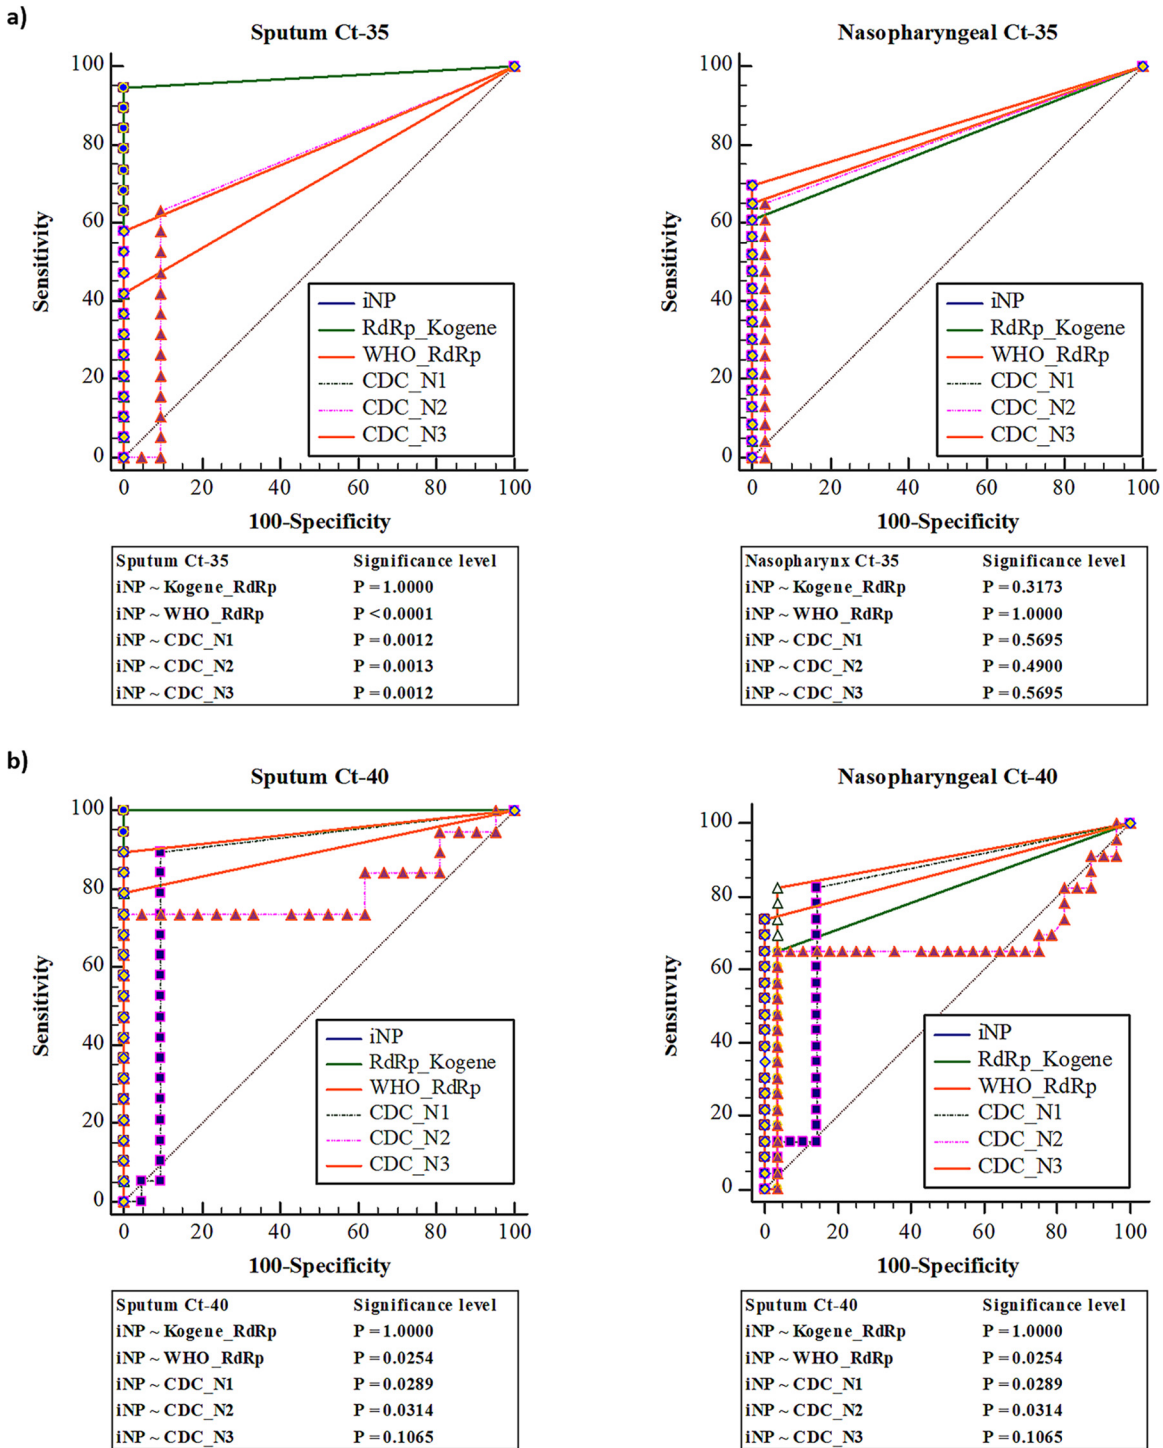 a)
Sputum Ct-35
100
80
60
40
20
0
Sensitivity
iNP
RdRp_Kogene
WHO_RdRp
CDC_N1
CDC_N2
CDC_N3
0 20 40 60 80 100
100-Specificity
Sputum Ct-35 Significance level
iNP ~ Kogene_RdRp P = 1.0000
iNP ~ WHO_RdRp P < 0.0001
iNP ~ CDC_N1 P = 0.0012
iNP ~ CDC_N2 P = 0.0013
iNP ~ CDC_N3 P = 0.0012
Nasopharyngeal Ct-35
100
80
60
40
20
0
Sensitivity
iNP
RdRp_Kogene
WHO_RdRp
CDC_N1
CDC_N2
CDC_N3
0 20 40 60 80 100
100-Specificity
Nasopharynx Ct-35 Significance level
iNP ~ Kogene_RdRp P = 0.3173
iNP ~ WHO_RdRp P = 1.0000
iNP ~ CDC_N1 P = 0.5695
iNP ~ CDC_N2 P = 0.4900
iNP ~ CDC_N3 P = 0.5695
b)
Sputum Ct-40
100
80
60
40
20
0
Sensitivity
iNP
RdRp_Kogene
WHO_RdRp
CDC_N1
CDC_N2
CDC_N3
0 20 40 60 80 100
100-Specificity
Sputum Ct-40 Significance level
iNP ~ Kogene_RdRp P = 1.0000
iNP ~ WHO_RdRp P = 0.0254
iNP ~ CDC_N1 P = 0.0289
iNP ~ CDC_N2 P = 0.0314
iNP ~ CDC_N3 P = 0.1065
Nasopharyngeal Ct-40
100
80
60
40
20
0
Sensitivity
iNP
RdRp_Kogene
WHO_RdRp
CDC_N1
CDC_N2
CDC_N3
0 20 40 60 80 100
100-Specificity
Sputum Ct-40 Significance level
iNP ~ Kogene_RdRp P = 1.0000
iNP ~ WHO_RdRp P = 0.0254
iNP ~ CDC_N1 P = 0.0289
iNP ~ CDC_N2 P = 0.0314
iNP ~ CDC_N3 P = 0.1065